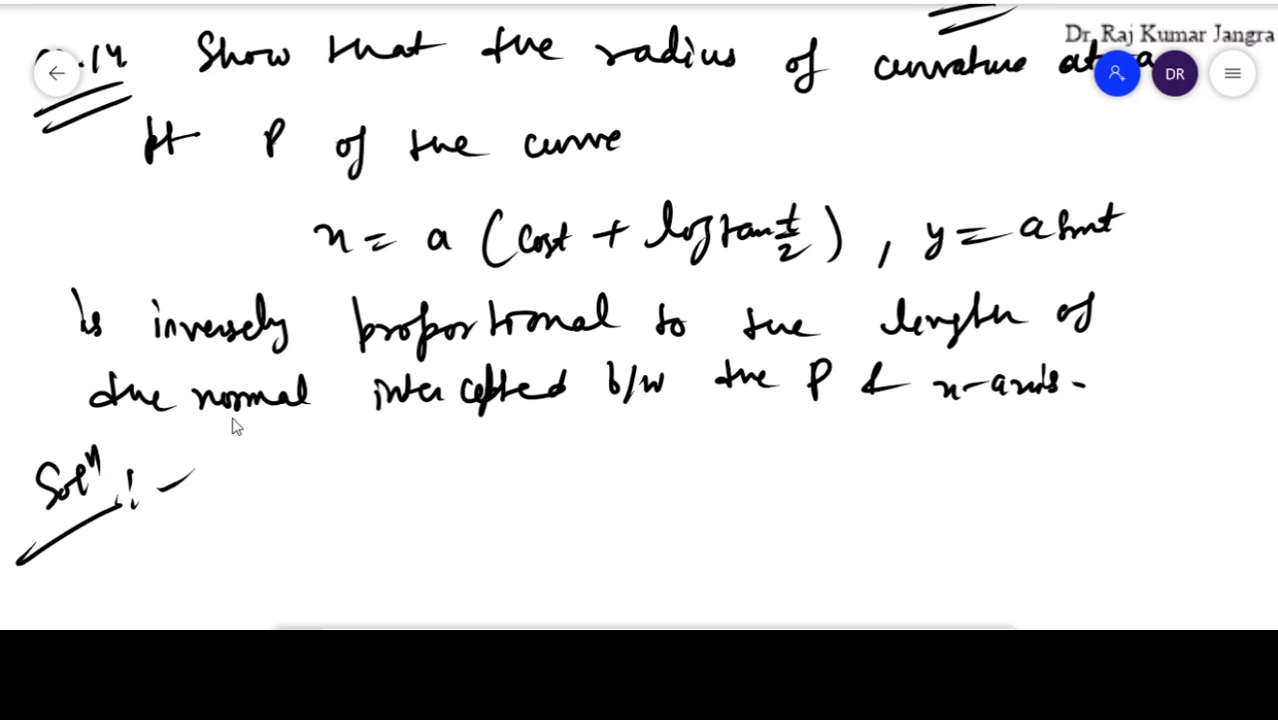 Dr. Raj Kumar Jangra
.14 Show that the radius of curvature at a
pt P of the curve
x = a (cost + log tan t/2) , y = a sint
is inversely proportional to the length of
the normal intercepted b/w the P & x-axis.
DR
Solⁿ :-